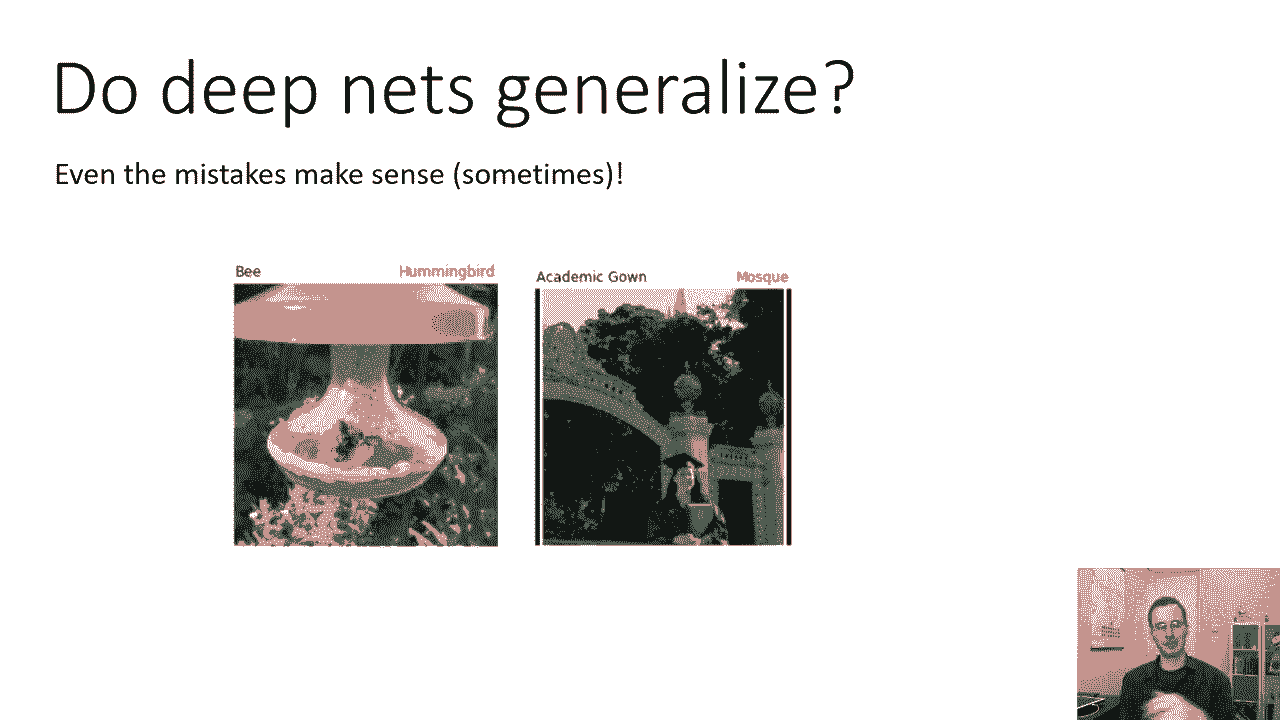 Do deep nets generalize?
Even the mistakes make sense (sometimes)!
Bee Hummingbird
Academic Gown Mosque